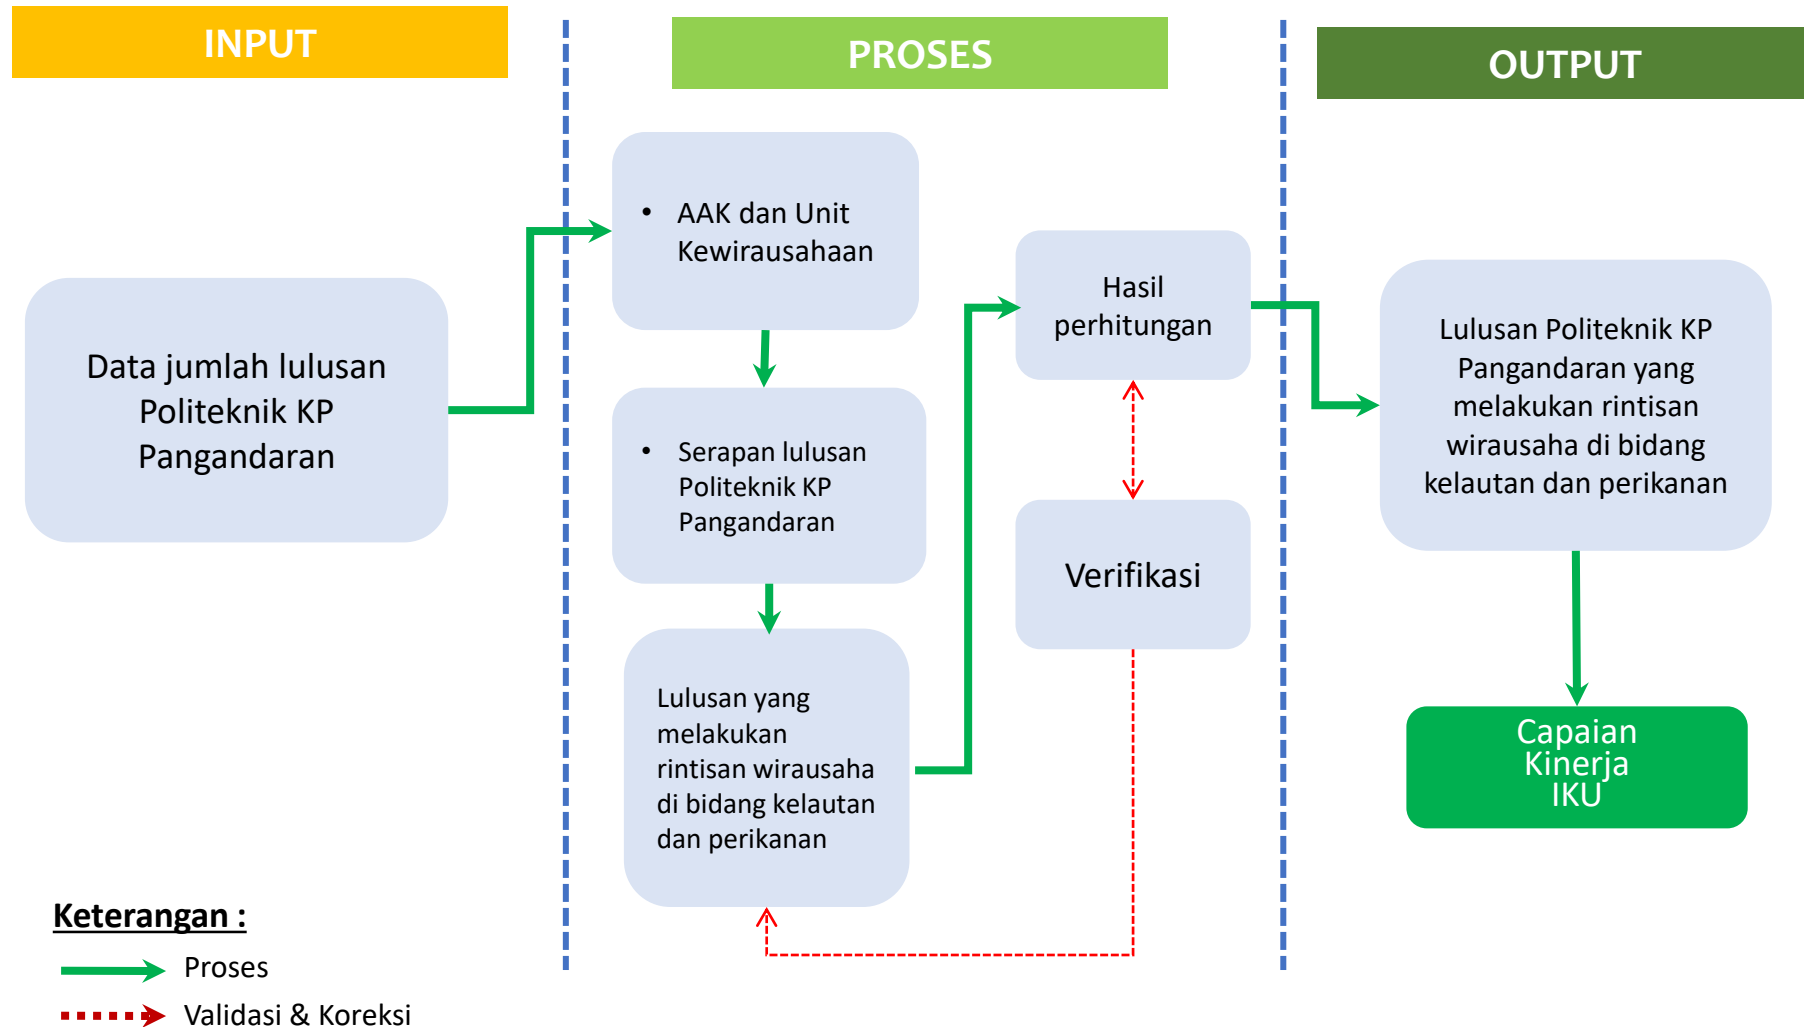 INPUT
PROSES
OUTPUT
Data jumlah lulusan
Politeknik KP
Pangandaran
• AAK dan Unit
Kewirausahaan
• Serapan lulusan
Politeknik KP
Pangandaran
Lulusan yang
melakukan
rintisan wirausaha
di bidang kelautan
dan perikanan
Hasil
perhitungan
Verifikasi
Lulusan Politeknik KP
Pangandaran yang
melakukan rintisan
wirausaha di bidang
kelautan dan perikanan
Capaian
Kinerja
IKU
Keterangan :
Proses
Validasi & Koreksi